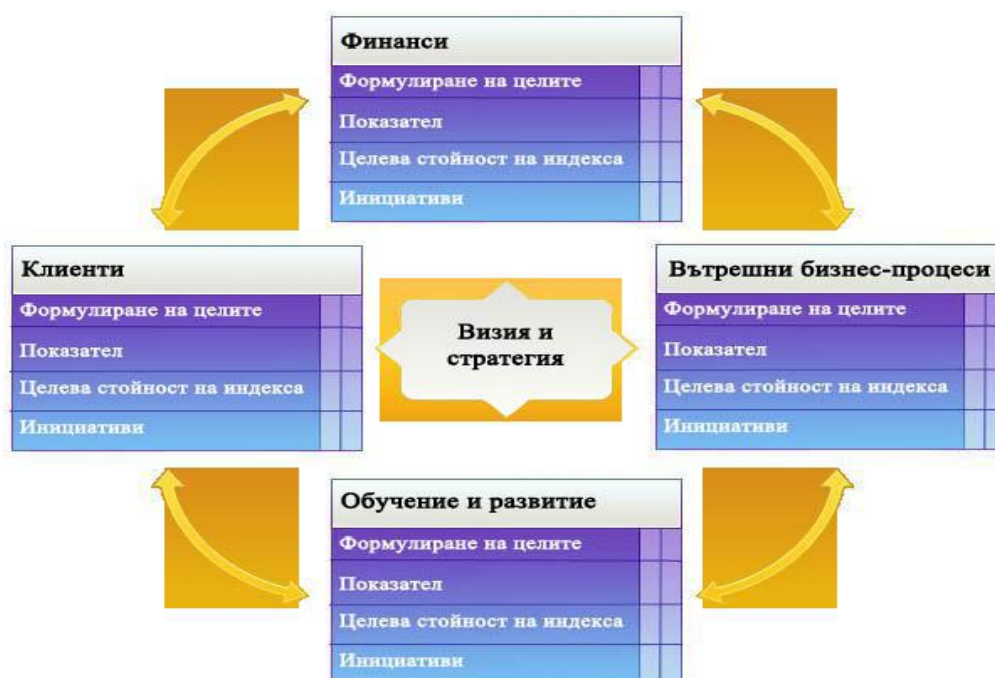 Финанси
Формулиране на целите
Показател
Целева стойност на индекса
Инициативи
Клиенти
Формулиране на целите
Показател
Целева стойност на индекса
Инициативи
Визия и
стратегия
Вътрешни бизнес-процеси
Формулиране на целите
Показател
Целева стойност на индекса
Инициативи
Обучение и развитие
Формулиране на целите
Показател
Целева стойност на индекса
Инициативи